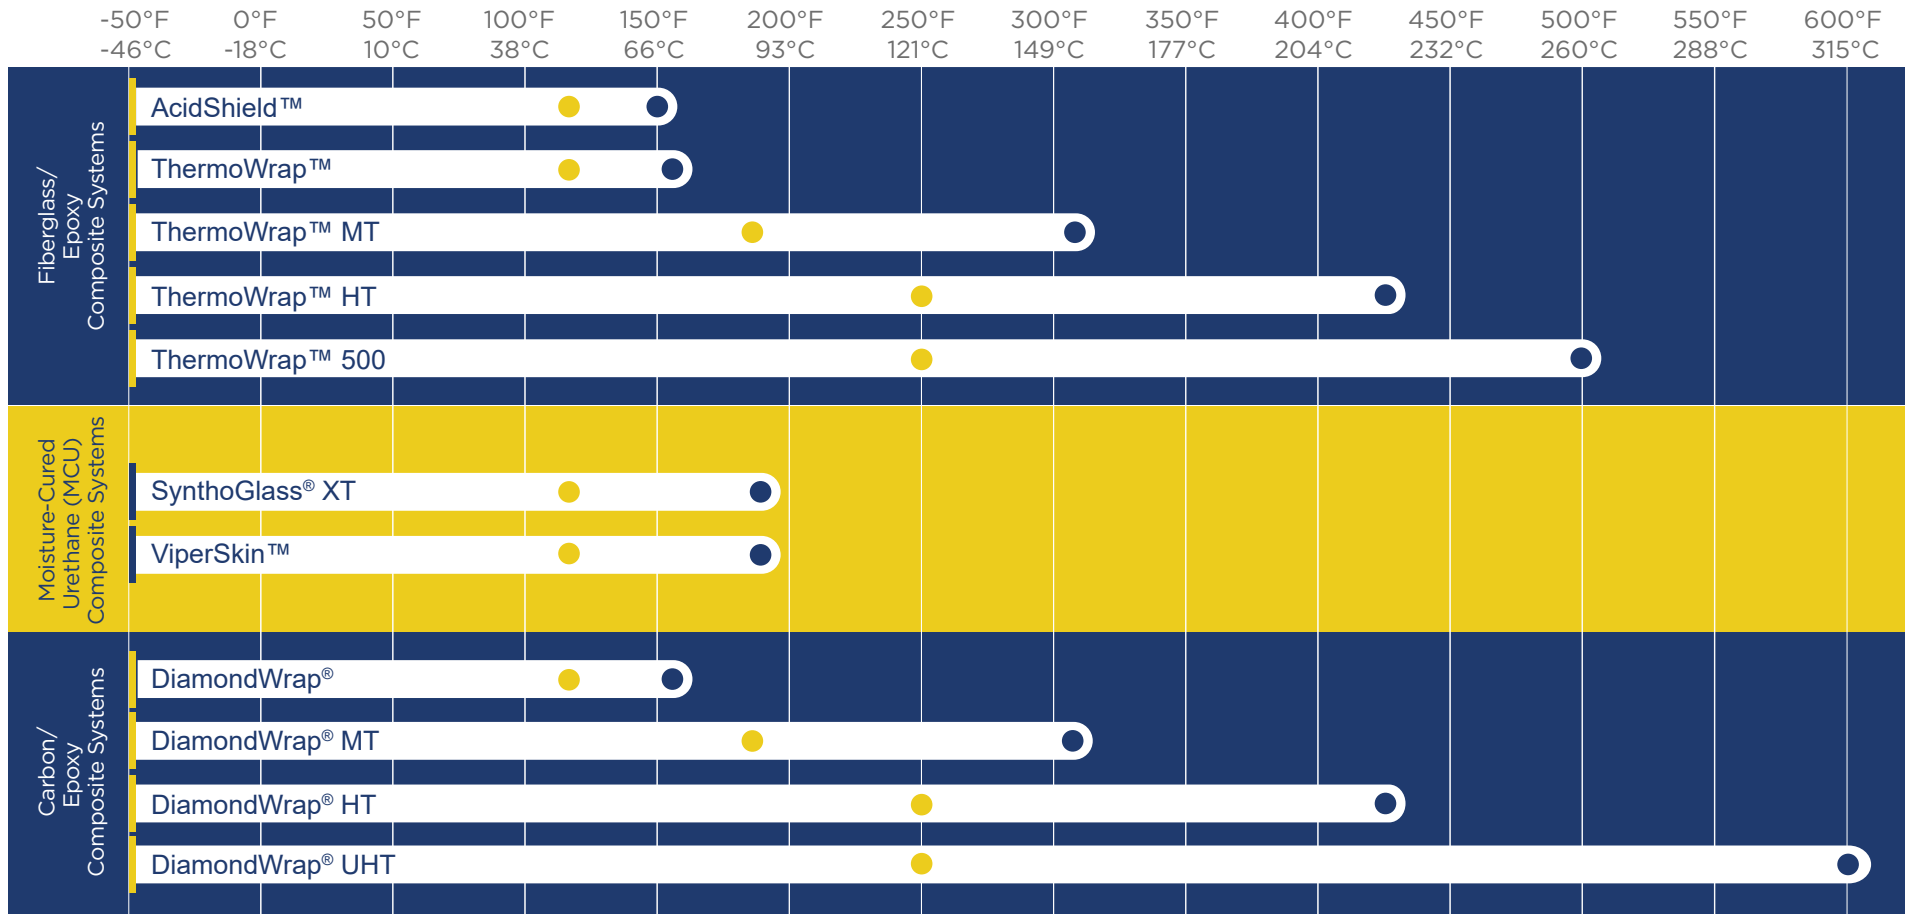 -50°F 0°F 50°F 100°F 150°F 200°F 250°F 300°F 350°F 400°F 450°F 500°F 550°F 600°F
-46°C -18°C 10°C 38°C 66°C 93°C 121°C 149°C 177°C 204°C 232°C 260°C 288°C 315°C
Fiberglass/
Epoxy
Composite Systems
AcidShield™
ThermoWrap™
ThermoWrap™ MT
ThermoWrap™ HT
ThermoWrap™ 500
Moisture-Cured
Urethane (MCU)
Composite Systems
SynthoGlass® XT
ViperSkin™
Carbon/
Epoxy
Composite Systems
DiamondWrap®
DiamondWrap® MT
DiamondWrap® HT
DiamondWrap® UHT